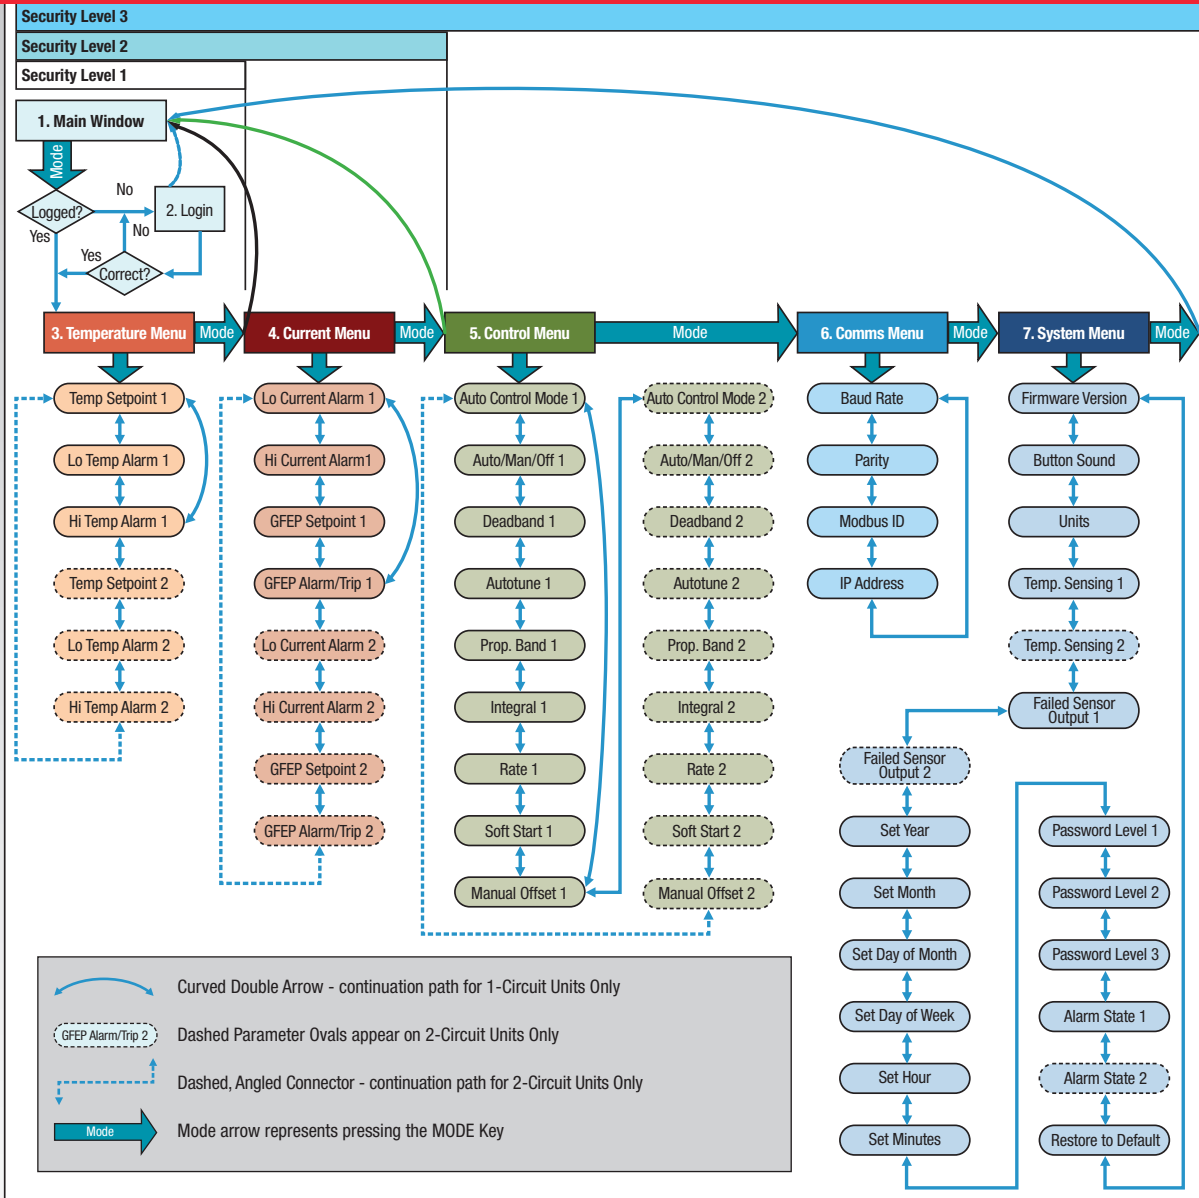 Security Level 3
Security Level 2
Security Level 1
1. Main Window
Mode
No
Logged?
2. Login
Yes
No
Yes
Correct?
3. Temperature Menu
Mode
4. Current Menu
Mode
5. Control Menu
Mode
6. Comms Menu
Mode
7. System Menu
Mode
Temp Setpoint 1
Lo Temp Alarm 1
Hi Temp Alarm 1
Temp Setpoint 2
Lo Temp Alarm 2
Hi Temp Alarm 2
Lo Current Alarm 1
Hi Current Alarm1
GFEP Setpoint 1
GFEP Alarm/Trip 1
Lo Current Alarm 2
Hi Current Alarm 2
GFEP Setpoint 2
GFEP Alarm/Trip 2
Auto Control Mode 1
Auto/Man/Off 1
Deadband 1
Autotune 1
Prop. Band 1
Integral 1
Rate 1
Soft Start 1
Manual Offset 1
Auto Control Mode 2
Auto/Man/Off 2
Deadband 2
Autotune 2
Prop. Band 2
Integral 2
Rate 2
Soft Start 2
Manual Offset 2
Baud Rate
Parity
Modbus ID
IP Address
Firmware Version
Button Sound
Units
Temp. Sensing 1
Temp. Sensing 2
Failed Sensor
Output 1
Failed Sensor
Output 2
Set Year
Set Month
Set Day of Month
Set Day of Week
Set Hour
Set Minutes
Password Level 1
Password Level 2
Password Level 3
Alarm State 1
Alarm State 2
Restore to Default
Curved Double Arrow - continuation path for 1-Circuit Units Only
GFEP Alarm/Trip 2
Dashed Parameter Ovals appear on 2-Circuit Units Only
Dashed, Angled Connector - continuation path for 2-Circuit Units Only
Mode
Mode arrow represents pressing the MODE Key